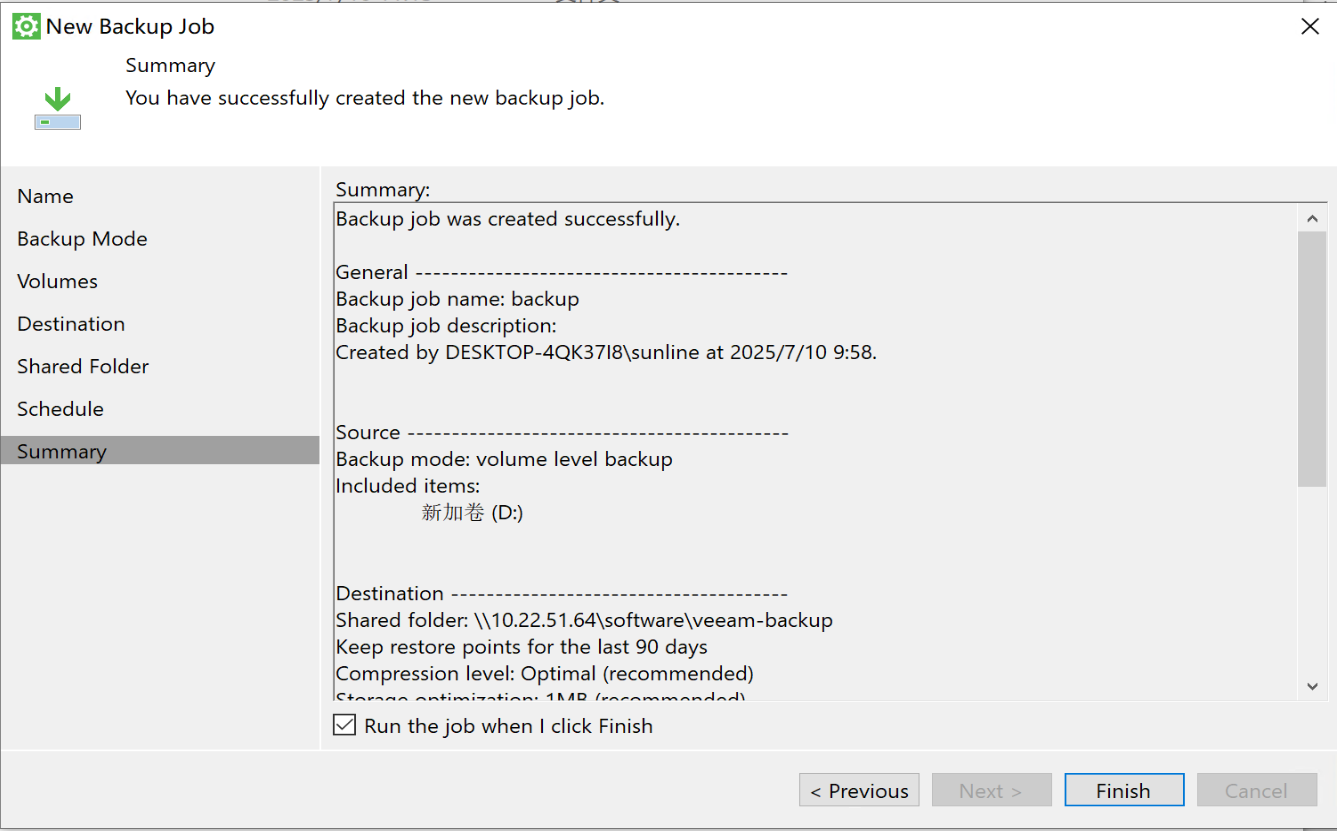 New Backup Job
Summary
You have successfully created the new backup job.
Name
Backup Mode
Volumes
Destination
Shared Folder
Schedule
Summary
Summary:
Backup job was created successfully.
General ------------------------------------------
Backup job name: backup
Backup job description:
Created by DESKTOP-4QK37I8\sunline at 2025/7/10 9:58.
Source -------------------------------------------
Backup mode: volume level backup
Included items:
新加卷 (D:)
Destination --------------------------------------
Shared folder: \\10.22.51.64\software\veeam-backup
Keep restore points for the last 90 days
Compression level: Optimal (recommended)
Storage optimization: 1MB (recommended)
Run the job when I click Finish
< Previous
Next >
Finish
Cancel